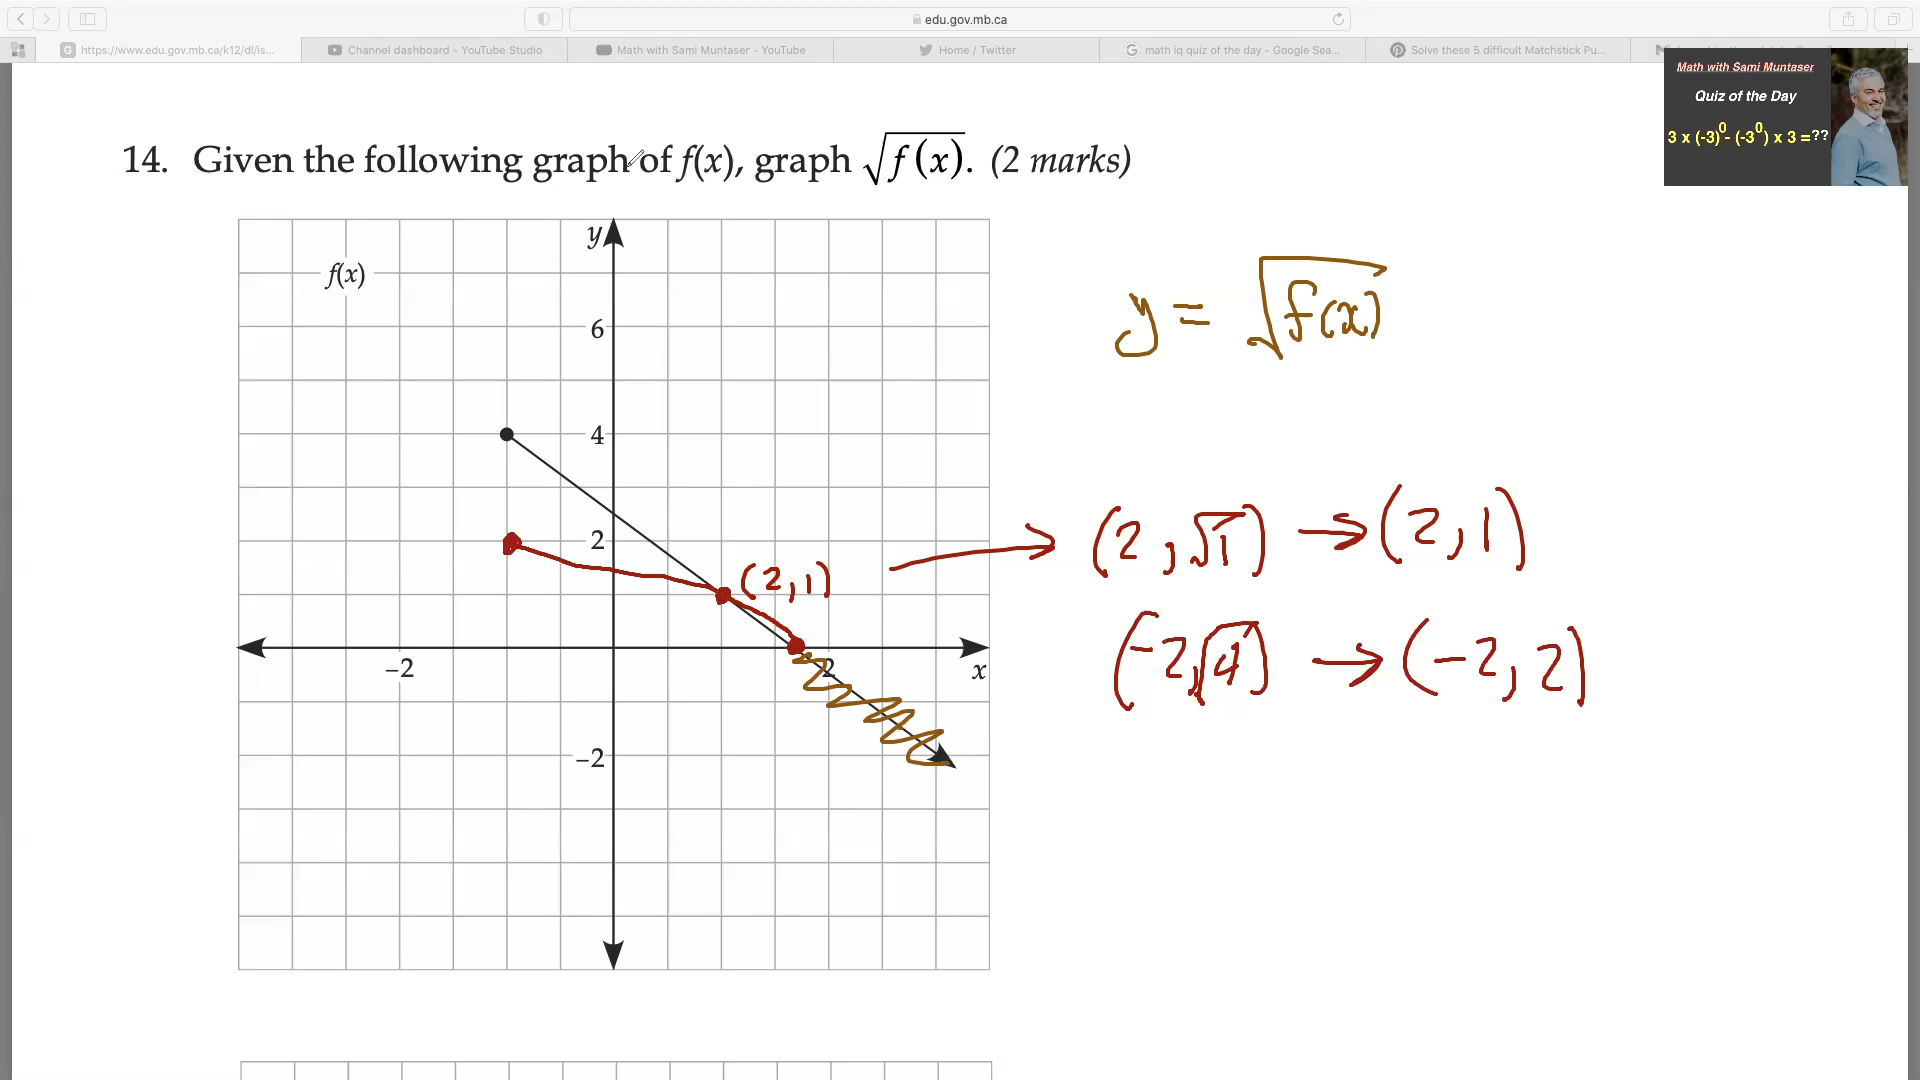 edu.gov.mb.ca
https://www.edu.gov.mb.ca/k12/dl/is...
Channel dashboard - YouTube Studio
Math with Sami Muntaser - YouTube
Home / Twitter
math iq quiz of the day - Google Sea...
Solve these 5 difficult Matchstick Pu...
Math with Sami Muntaser
Quiz of the Day
3 x (-3)⁰ - (-3⁰) x 3 =??
14. Given the following graph of f(x), graph √f(x). (2 marks)
y
f(x)
6
4
2
(2,1)
-2
2
x
-2
y = √f(x)
(2, √1) → (2, 1)
(-2, √4) → (-2, 2)